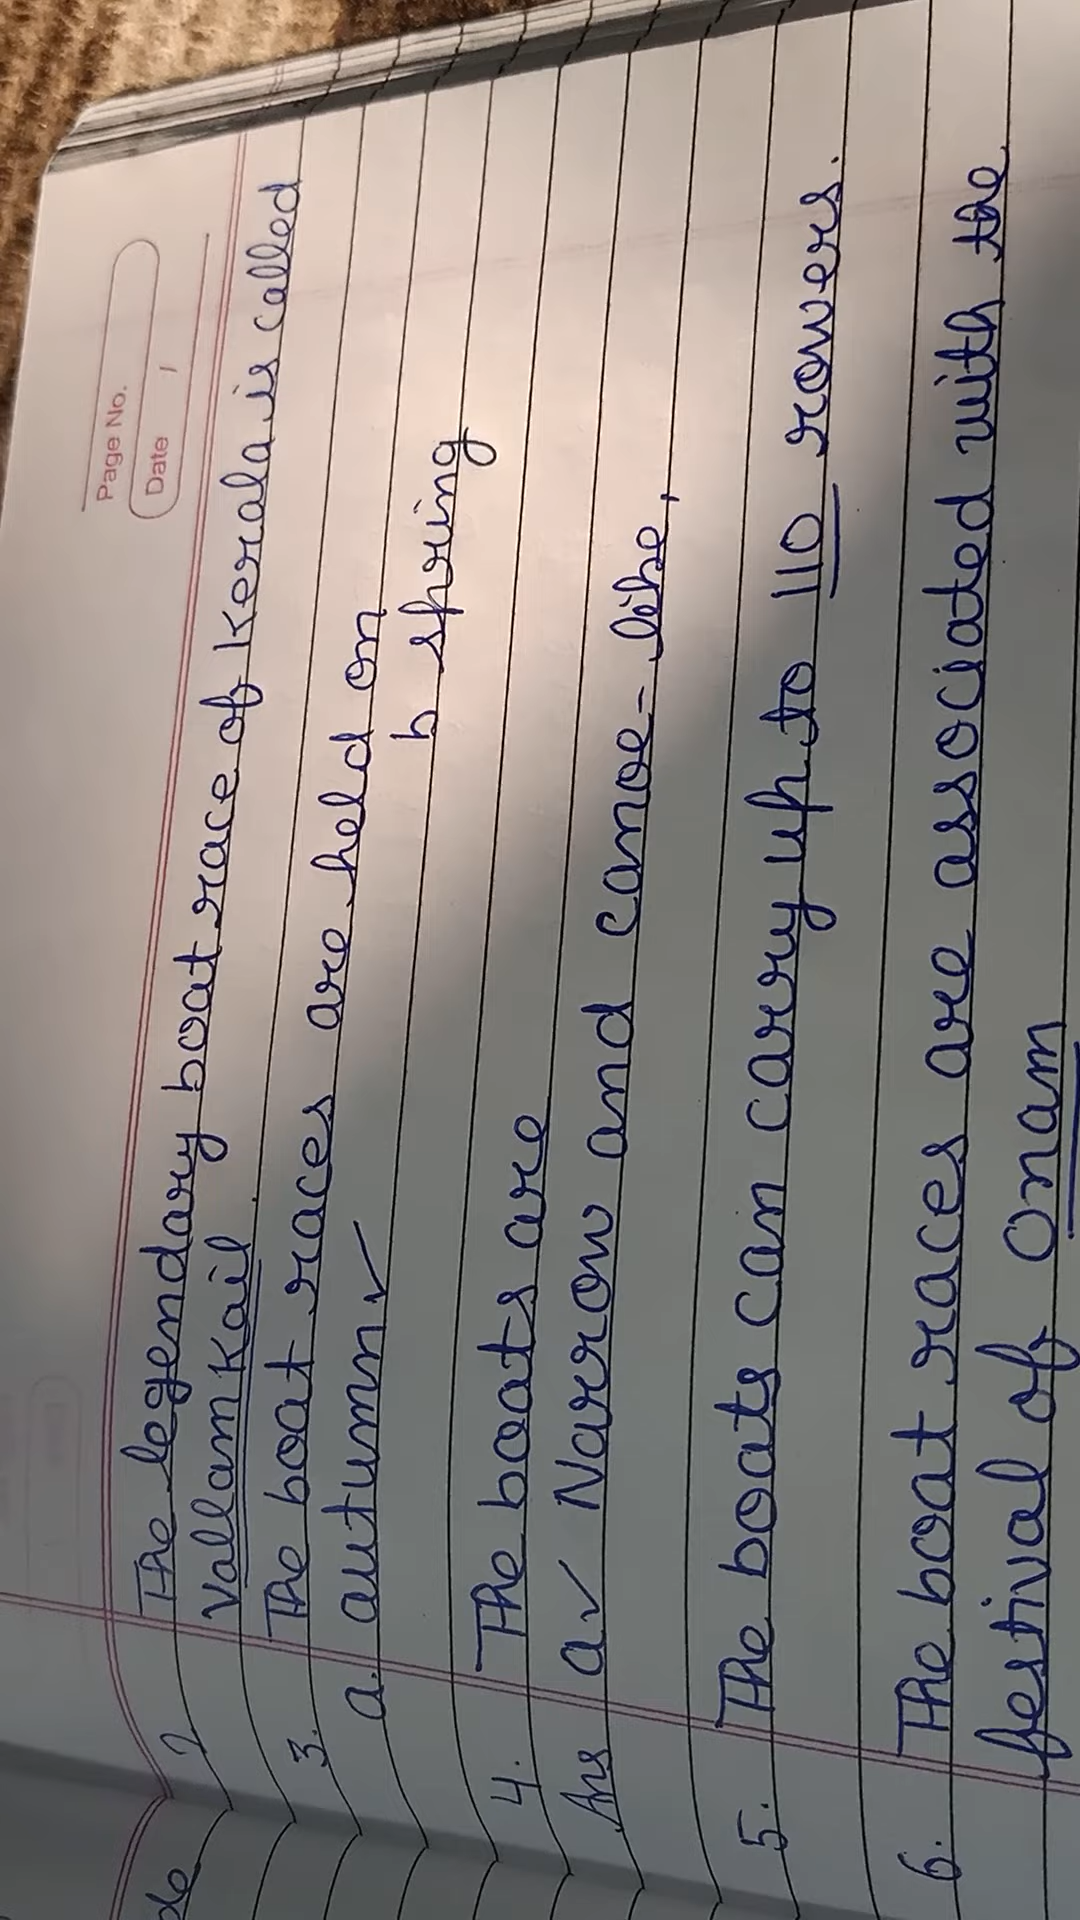 Page No.
Date /
2 The legendary boat race of Kerala is called
Vallam Kail.
3. The boat races are held on
a. autumn ✓ b spring
4. The boats are
Ans a ✓ Narrow and canoe-like,
5. The boats can carry up to 110 rowers.
6. The boat races are associated with the
festival of Onam
de